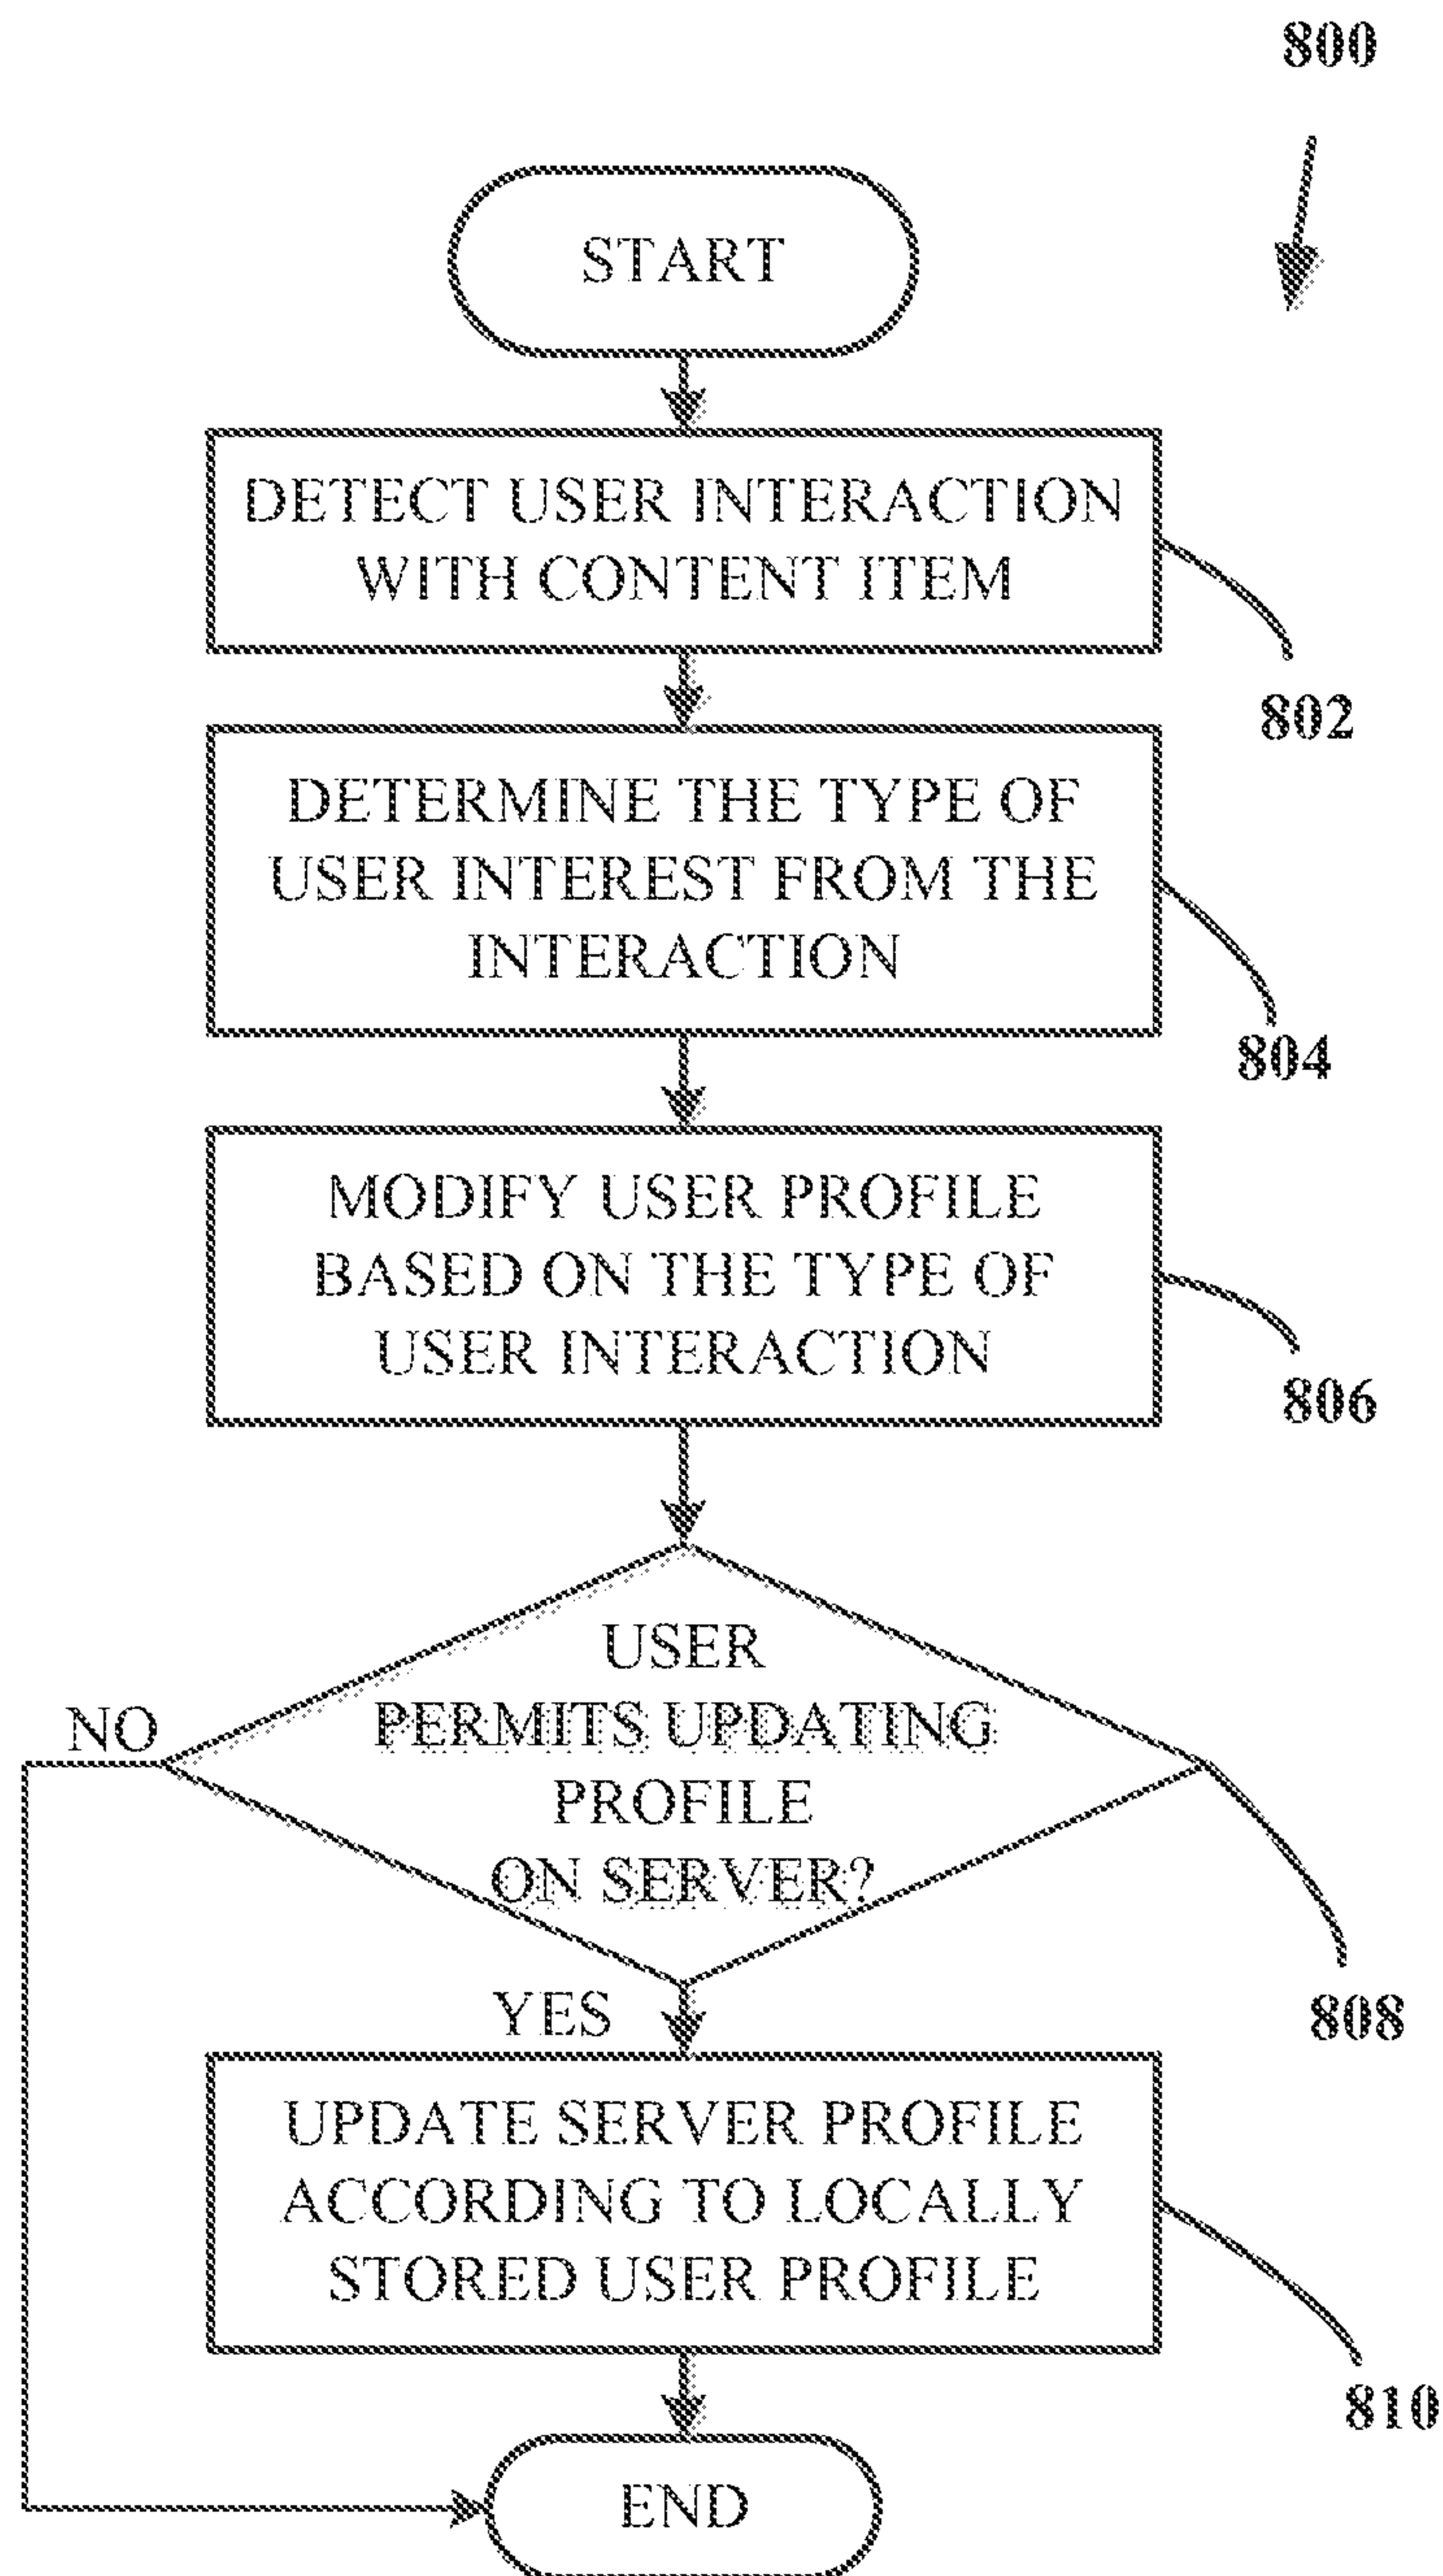 800
START
DETECT USER INTERACTION
WITH CONTENT ITEM
802
DETERMINE THE TYPE OF
USER INTEREST FROM THE
INTERACTION
804
MODIFY USER PROFILE
BASED ON THE TYPE OF
USER INTERACTION
806
USER
PERMITS UPDATING
PROFILE
ON SERVER?
NO
808
YES
UPDATE SERVER PROFILE
ACCORDING TO LOCALLY
STORED USER PROFILE
810
END